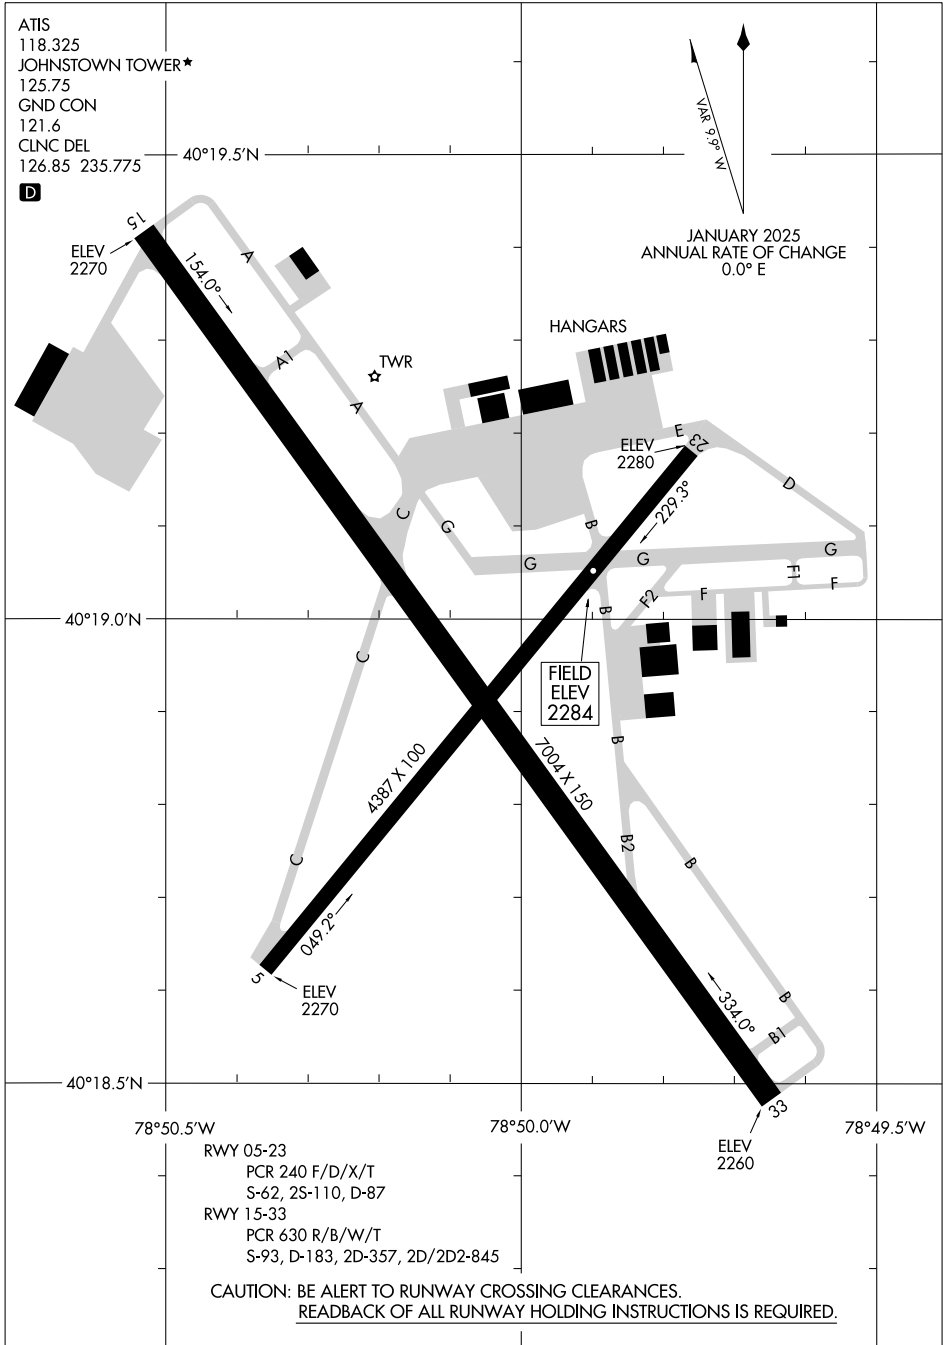 ATIS
118.325
JOHNSTOWN TOWER★
125.75
GND CON
121.6
CLNC DEL
126.85 235.775
D
VAR 9.9° W
JANUARY 2025
ANNUAL RATE OF CHANGE
0.0° E
40°19.5'N
15
ELEV
2270
154.0°
A
A1
A
TWR
HANGARS
ELEV
2280
E
23
229.3°
D
C
G
B
G
G
G
F1
F
F
F2
B
40°19.0'N
FIELD
ELEV
2284
C
4387 X 100
7004 X 150
B
B2
B
C
049.2°
5
ELEV
2270
334.0°
B
B1
33
ELEV
2260
40°18.5'N
78°50.5'W
78°50.0'W
78°49.5'W
RWY 05-23
PCR 240 F/D/X/T
S-62, 2S-110, D-87
RWY 15-33
PCR 630 R/B/W/T
S-93, D-183, 2D-357, 2D/2D2-845
CAUTION: BE ALERT TO RUNWAY CROSSING CLEARANCES.
READBACK OF ALL RUNWAY HOLDING INSTRUCTIONS IS REQUIRED.